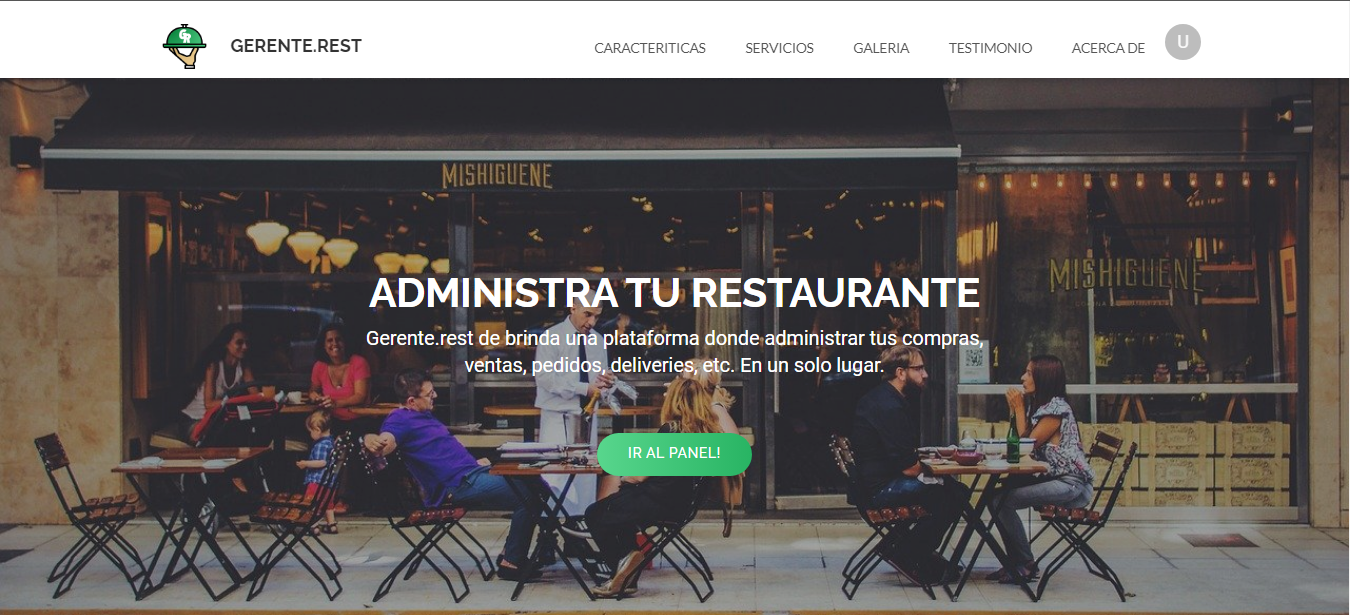 GR
GERENTE.REST
CARACTERITICAS
SERVICIOS
GALERIA
TESTIMONIO
ACERCA DE
U
MISHIGUENE
MISHIGUENE
ADMINISTRA TU RESTAURANTE
Gerente.rest de brinda una plataforma donde administrar tus compras,
ventas, pedidos, deliveries, etc. En un solo lugar.
IR AL PANEL!